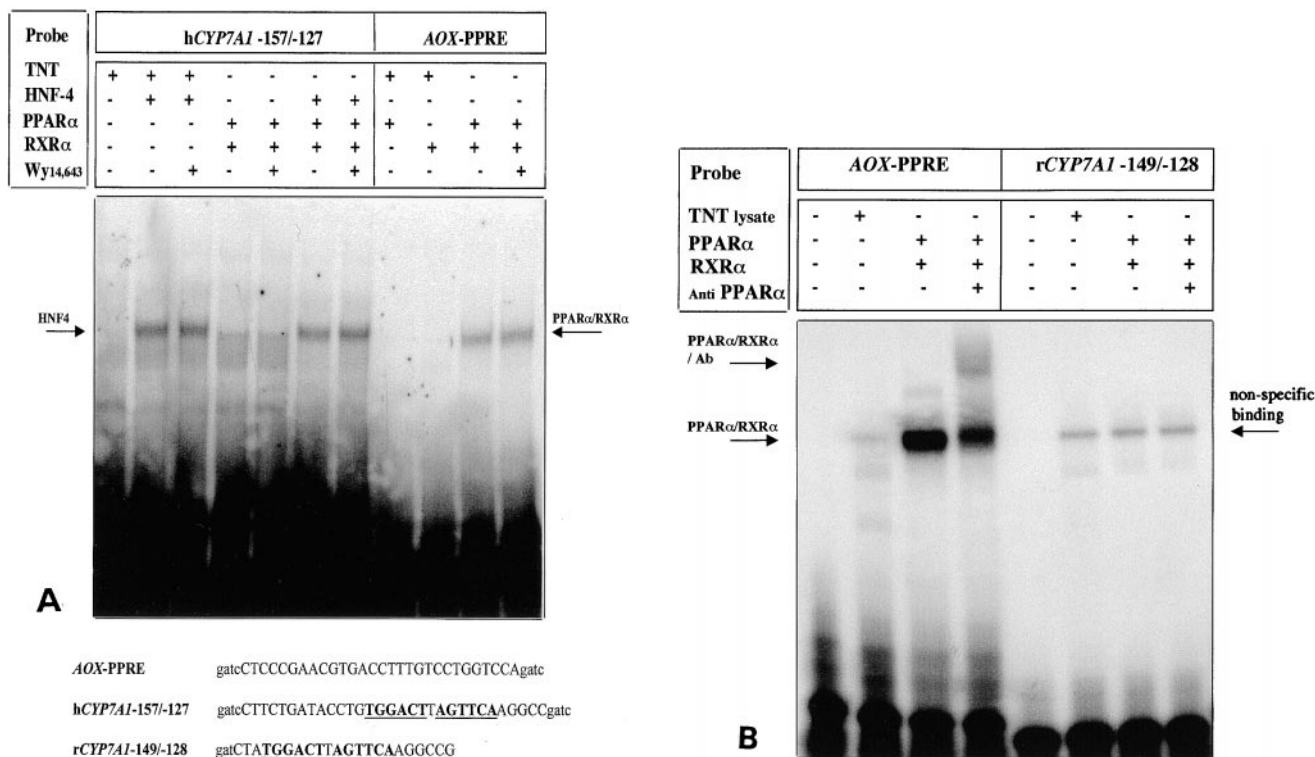 Probe hCYP7A1 -157/-127 AOX-PPRE
TNT + + + - - - - + + - -
HNF-4 - + + - - + + - - - -
PPARα - - - + + + + + - + +
RXRα - - - + + + + - + + +
Wy14,643 - - + - + - + - - - +
HNF4
PPARα/RXRα
A
AOX-PPRE gatcCTCCCGAACGTGACCTTTGTCCTGGTCCAgatc
hCYP7A1-157/-127 gatcCTTCTGATACCTGTGGACTTAGTTCAAGGCCgatc
rCYP7A1-149/-128 gatCTATGGACTTAGTTCAAGGCCG
Probe AOX-PPRE rCYP7A1 -149/-128
TNT lysate - + - - - + - -
PPARα - - + + - - + +
RXRα - - + + - - + +
Anti PPARα - - - + - - - +
PPARα/RXRα
/ Ab
PPARα/RXRα
non-specific
binding
B